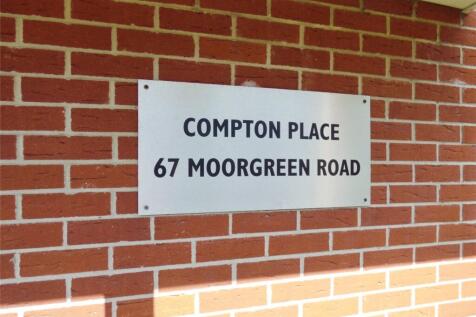 COMPTON PLACE
67 MOORGREEN ROAD